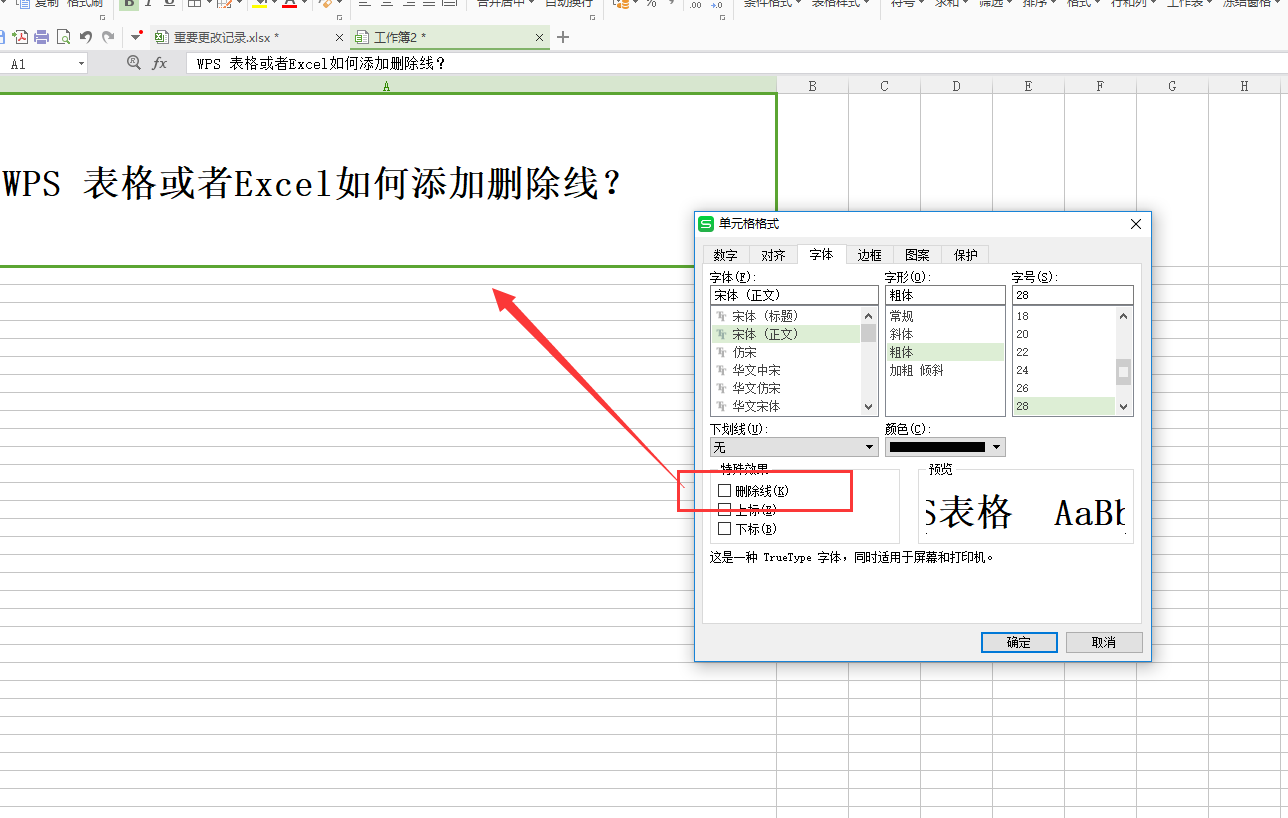 复制 格式刷 B I U A 合并居中 自动换行 % .00 .0 条件格式 表格样式 符号 求和 筛选 排序 格式 行和列 工作表 冻结窗格
重要更改记录.xlsx * 工作簿2 *
A1 fx WPS 表格或者Excel如何添加删除线？
A B C D E F G H
WPS 表格或者Excel如何添加删除线？
S 单元格格式
数字 对齐 字体 边框 图案 保护
字体(F): 字形(O): 字号(S):
宋体 (正文) 粗体 28
宋体 (标题) 常规 18
宋体 (正文) 斜体 20
仿宋 粗体 22
华文中宋 加粗 倾斜 24
华文仿宋 26
华文宋体 28
下划线(U): 颜色(C):
无
特殊效果 预览
删除线(K)
上标(E)
下标(B)
S表格 AaBb
这是一种 TrueType 字体，同时适用于屏幕和打印机。
确定 取消